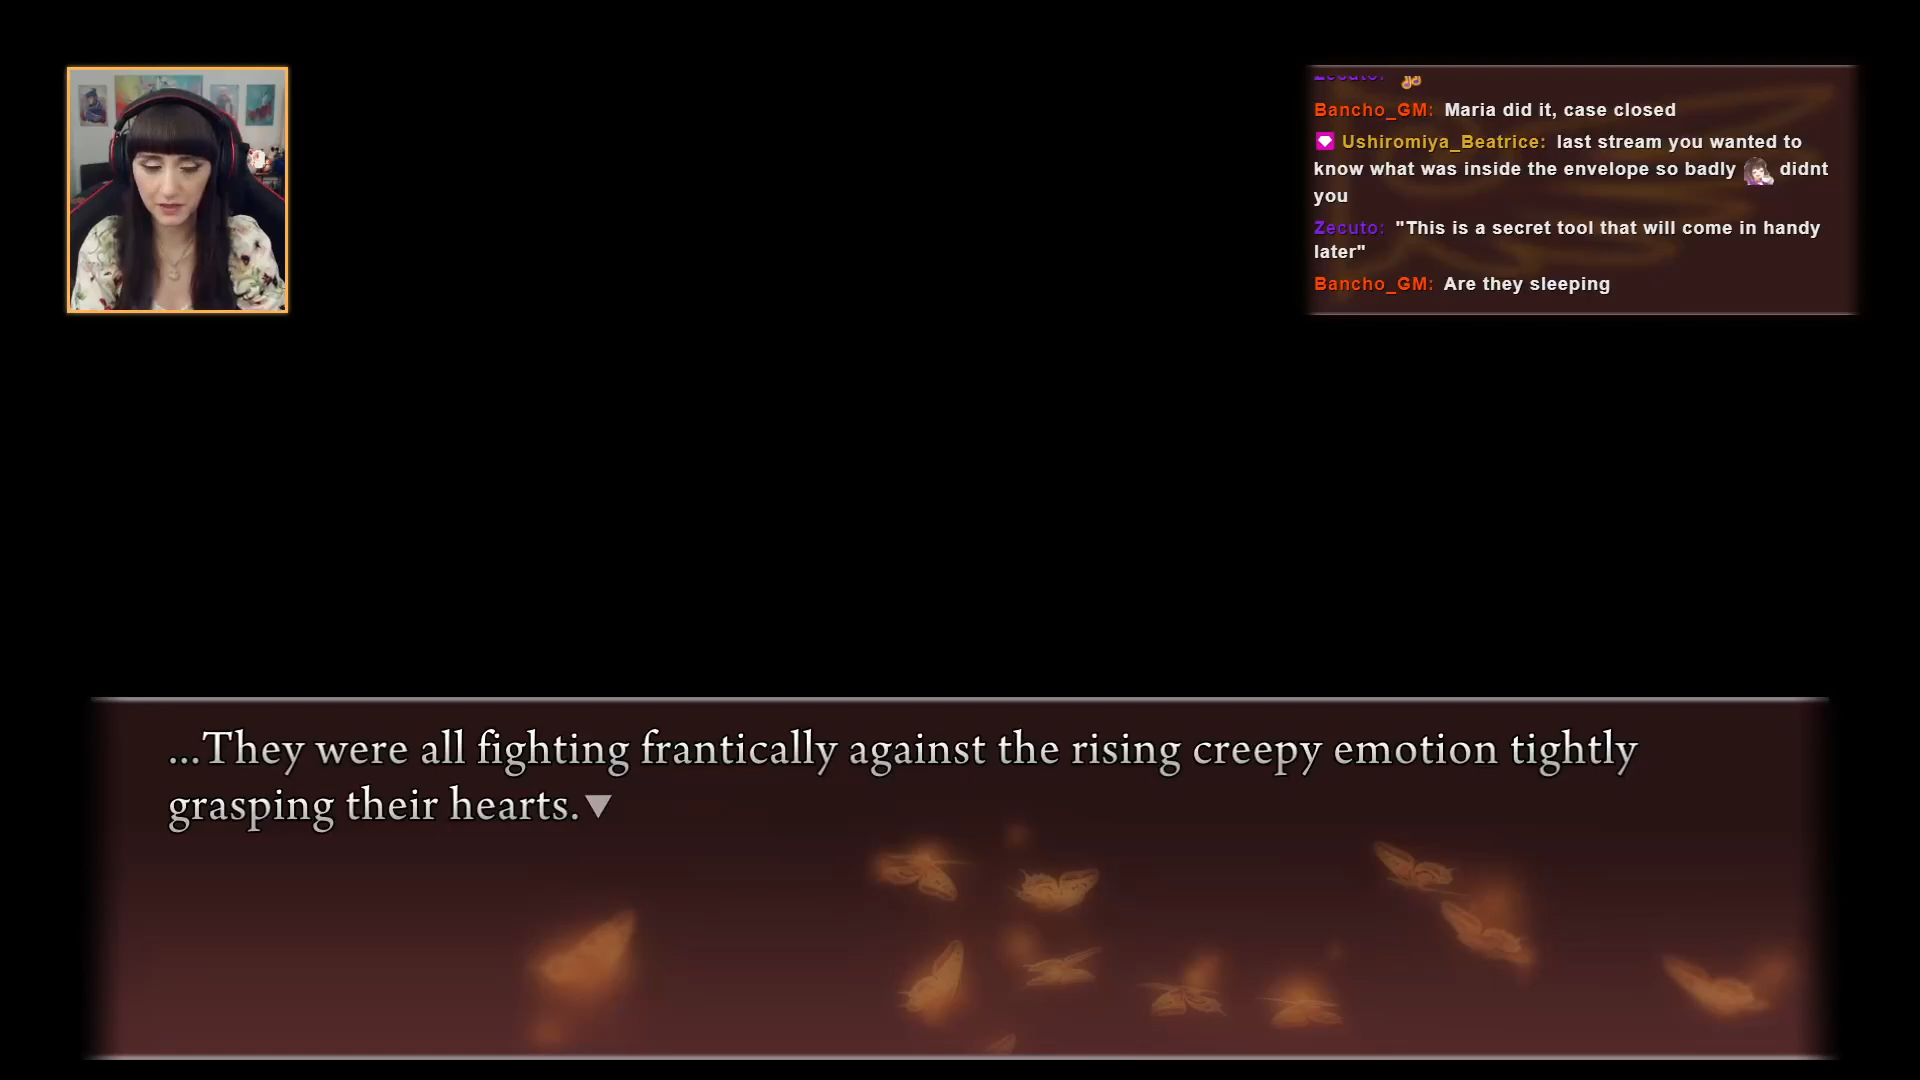 Zecuto:
Bancho_GM: Maria did it, case closed
Ushiromiya_Beatrice: last stream you wanted to
know what was inside the envelope so badly didnt
you
Zecuto: "This is a secret tool that will come in handy
later"
Bancho_GM: Are they sleeping
...They were all fighting frantically against the rising creepy emotion tightly
grasping their hearts.